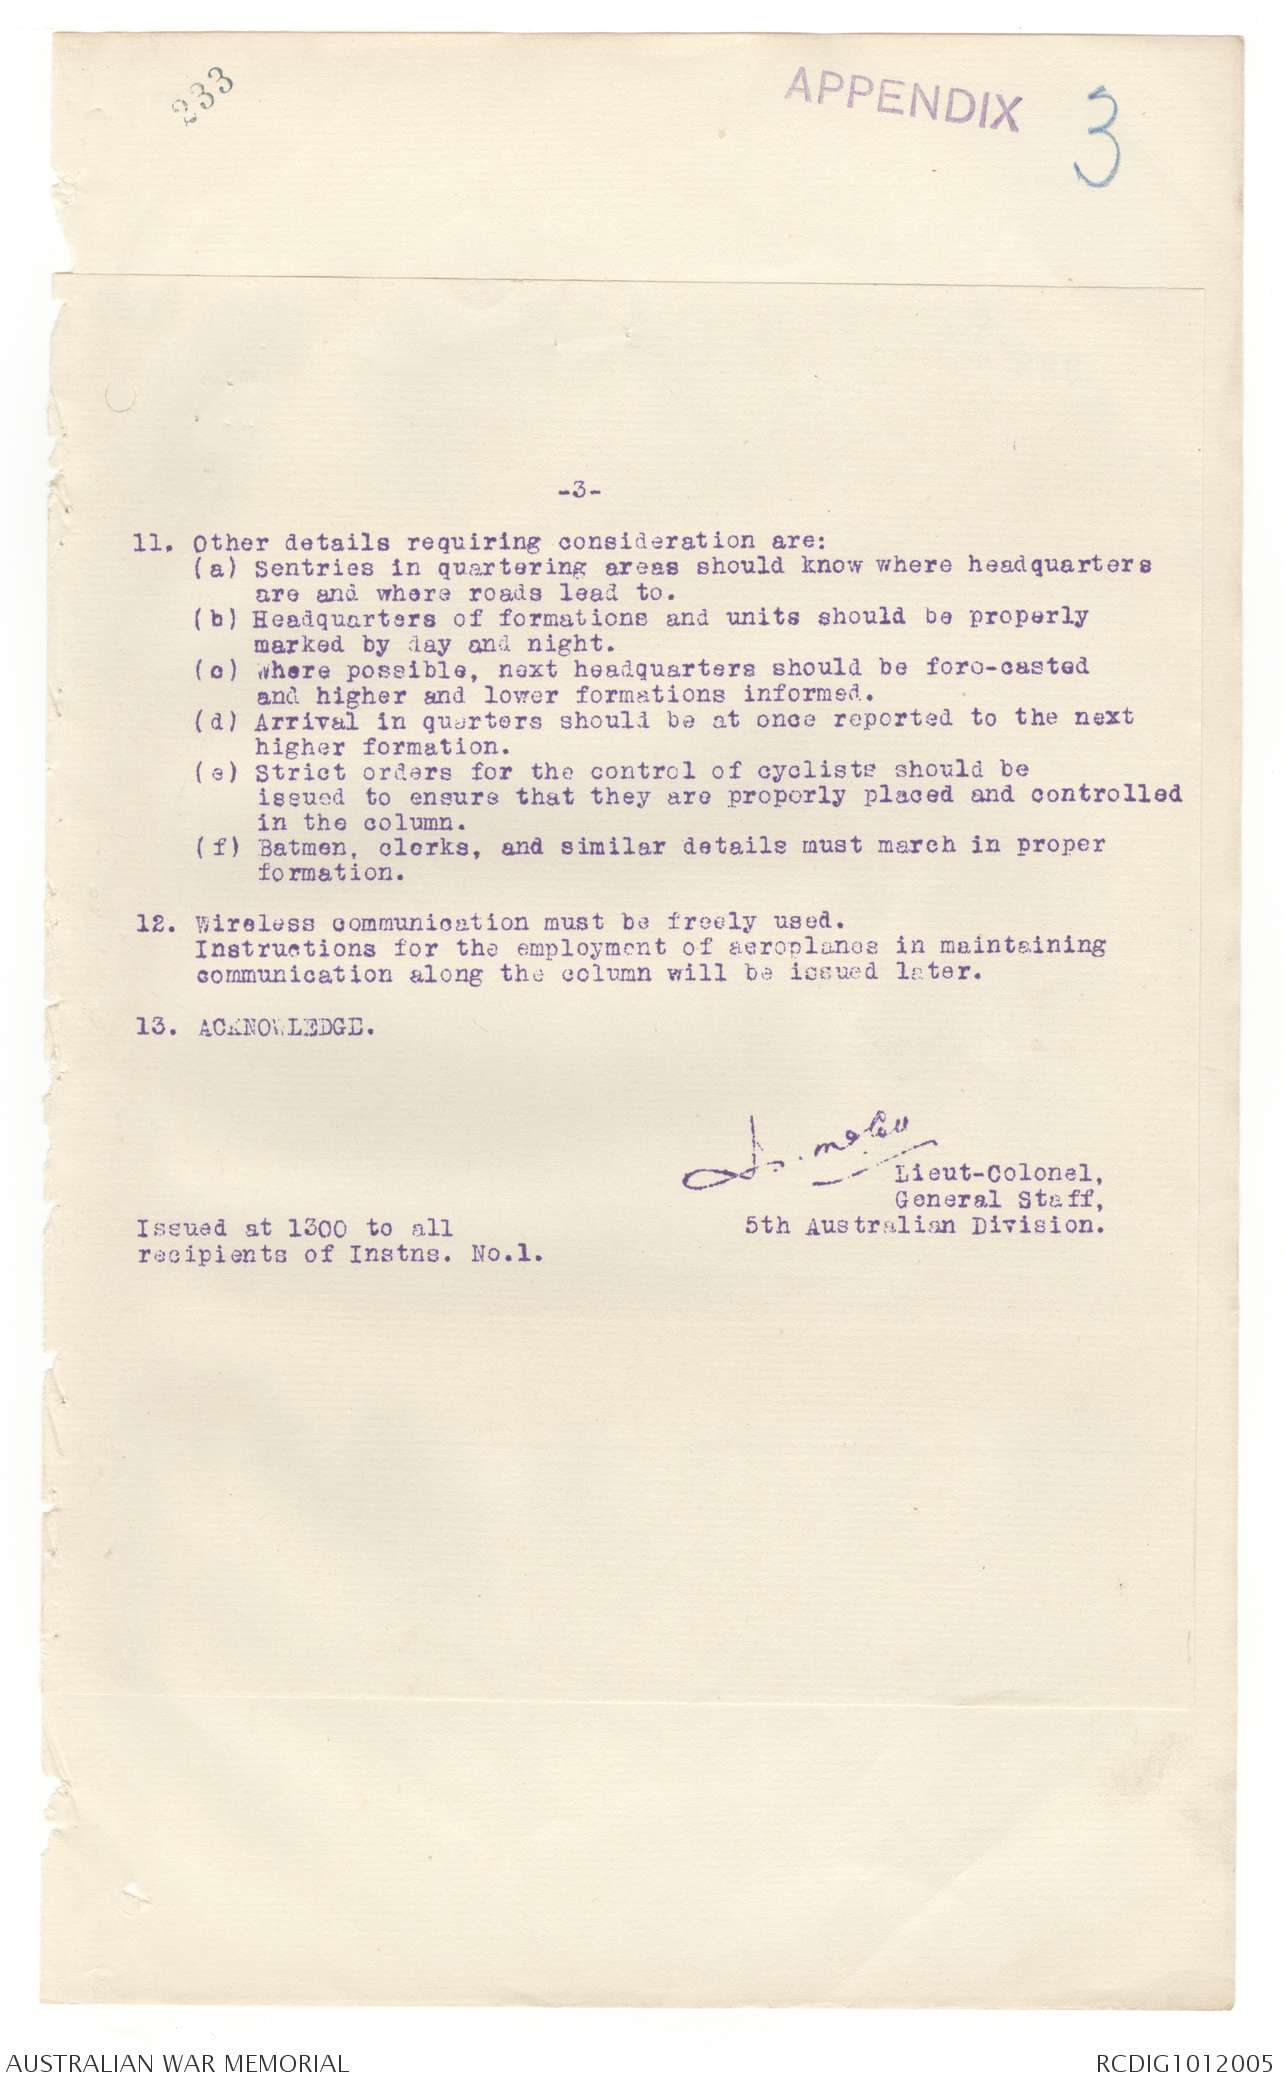 233
APPENDIX 3
-3-
11. Other details requiring consideration are:
(a) Sentries in quartering areas should know where headquarters
are and where roads lead to.
(b) Headquarters of formations and units should be properly
marked by day and night.
(c) Where possible, next headquarters should be fore-casted
and higher and lower formations informed.
(d) Arrival in quarters should be at once reported to the next
higher formation.
(e) Strict orders for the control of cyclists should be
issued to ensure that they are properly placed and controlled
in the column.
(f) Batmen, clerks, and similar details must march in proper
formation.
12. Wireless communication must be freely used.
Instructions for the employment of aeroplanes in maintaining
communication along the column will be issued later.
13. ACKNOWLEDGE.
Lieut-Colonel,
General Staff,
5th Australian Division.
Issued at 1300 to all
recipients of Instns. No.1.
AUSTRALIAN WAR MEMORIAL
RCDIG1012005